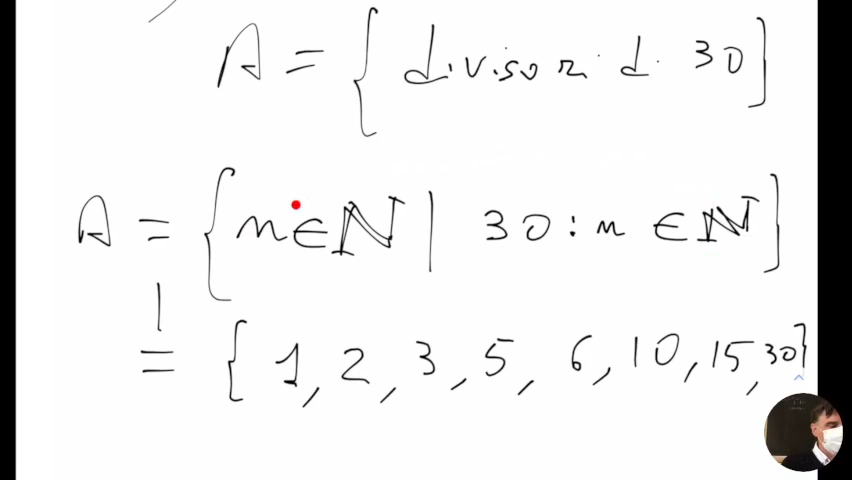 A = { divisori di 30 }
A = { n ∈ ℕ | 30 : n ∈ ℕ }
= { 1, 2, 3, 5, 6, 10, 15, 30 }